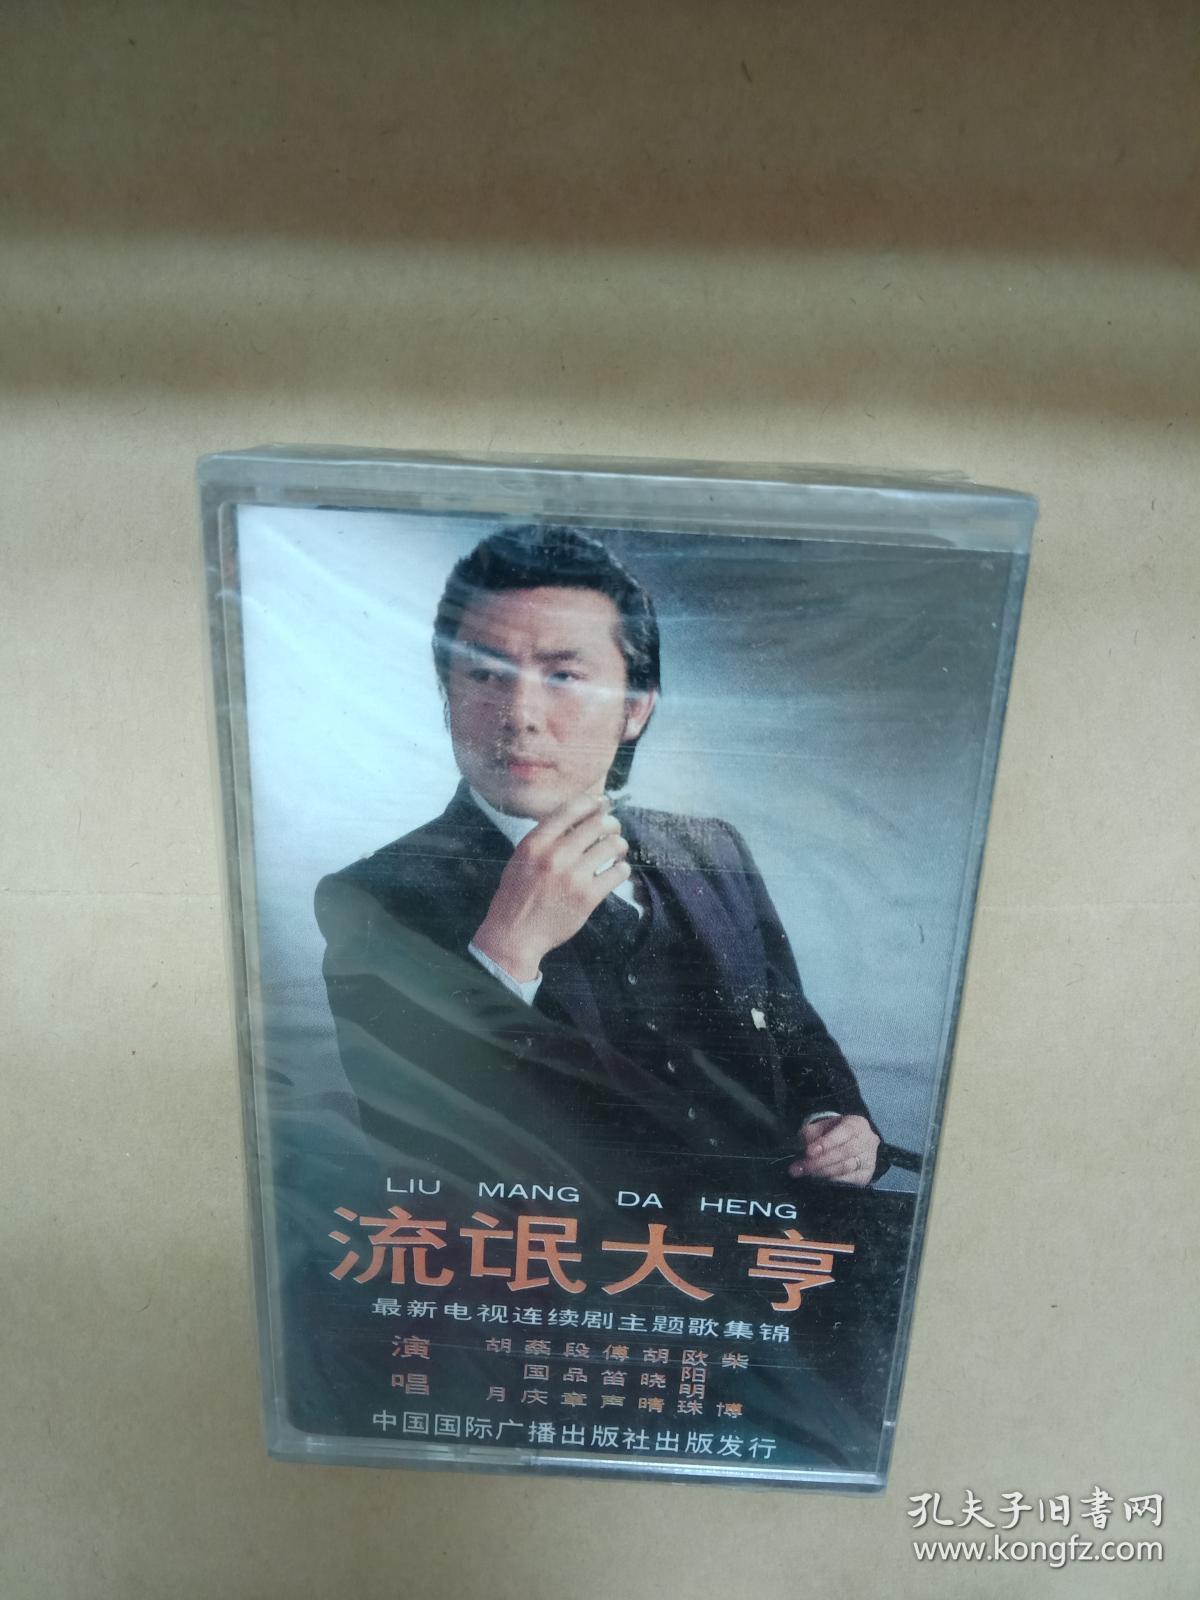 LIU MANG DA HENG
流氓大亨
最新电视连续剧主题歌集锦
演唱
胡月 蔡国庆 段品章 傅笛声 胡晓晴 欧阳明珠 柴博
中国国际广播出版社出版发行
孔夫子旧书网
www.kongfz.com